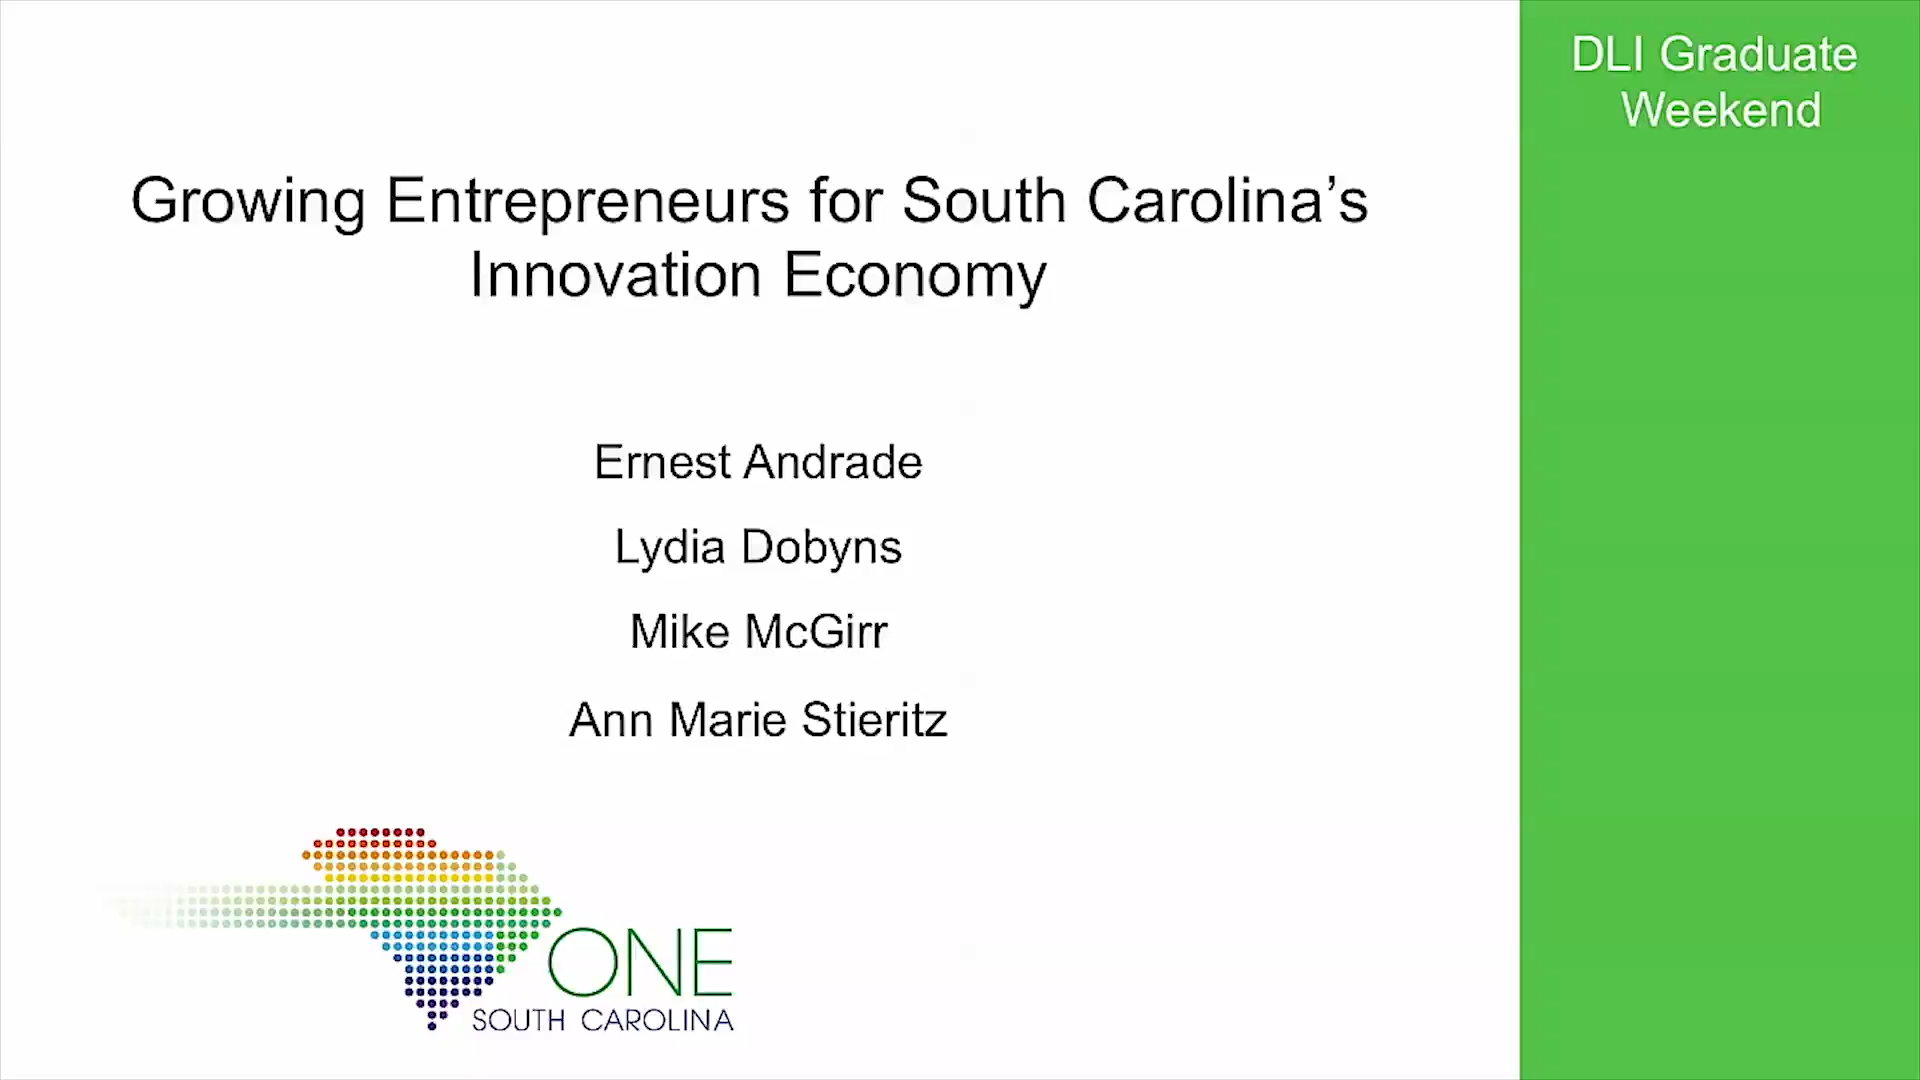 DLI Graduate
Weekend
Growing Entrepreneurs for South Carolina’s
Innovation Economy
Ernest Andrade
Lydia Dobyns
Mike McGirr
Ann Marie Stieritz
ONE
SOUTH CAROLINA